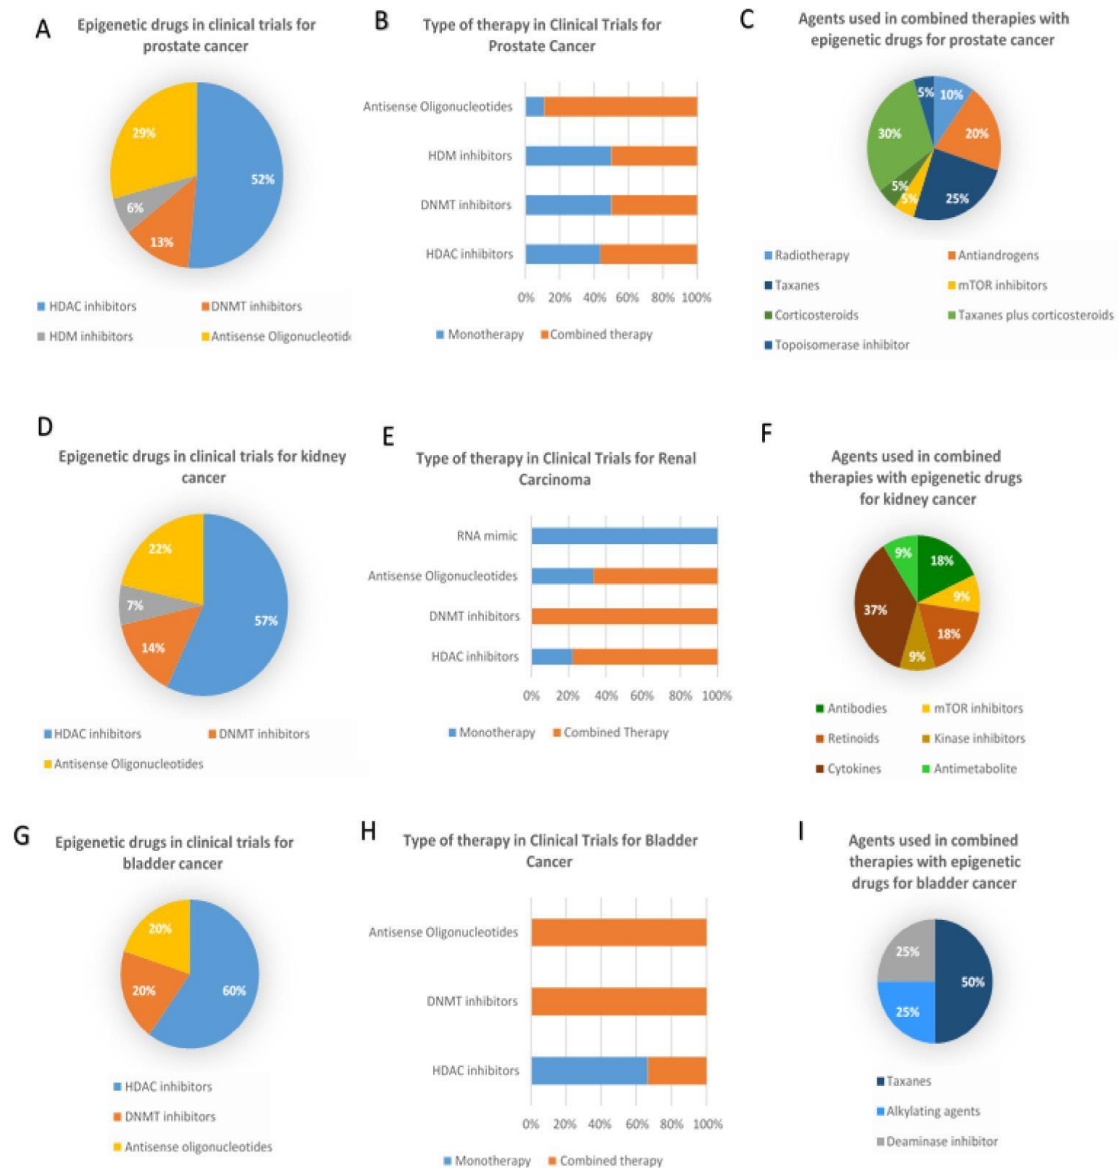 A
Epigenetic drugs in clinical trials for
prostate cancer
29%
52%
6%
13%
HDAC inhibitors
DNMT inhibitors
HDM inhibitors
Antisense Oligonucleotide
B
Type of therapy in Clinical Trials for
Prostate Cancer
Antisense Oligonucleotides
HDM inhibitors
DNMT inhibitors
HDAC inhibitors
0% 20% 40% 60% 80% 100%
Monotherapy
Combined therapy
C
Agents used in combined therapies with
epigenetic drugs for prostate cancer
5%
10%
30%
20%
5%
5%
25%
Radiotherapy
Antiandrogens
Taxanes
mTOR inhibitors
Corticosteroids
Taxanes plus corticosteroids
Topoisomerase inhibitor
D
Epigenetic drugs in clinical trials for kidney
cancer
22%
7%
57%
14%
HDAC inhibitors
DNMT inhibitors
Antisense Oligonucleotides
E
Type of therapy in Clinical Trials for Renal
Carcinoma
RNA mimic
Antisense Oligonucleotides
DNMT inhibitors
HDAC inhibitors
0% 20% 40% 60% 80% 100%
Monotherapy
Combined Therapy
F
Agents used in combined
therapies with epigenetic drugs
for kidney cancer
9%
18%
37%
9%
18%
9%
Antibodies
mTOR inhibitors
Retinoids
Kinase inhibitors
Cytokines
Antimetabolite
G
Epigenetic drugs in clinical trials for
bladder cancer
20%
20%
60%
HDAC inhibitors
DNMT inhibitors
Antisense oligonucleotides
H
Type of therapy in Clinical Trials for Bladder
Cancer
Antisense Oligonucleotides
DNMT inhibitors
HDAC inhibitors
0% 20% 40% 60% 80% 100%
Monotherapy
Combined therapy
I
Agents used in combined
therapies with epigenetic
drugs for bladder cancer
25%
50%
25%
Taxanes
Alkylating agents
Deaminase inhibitor